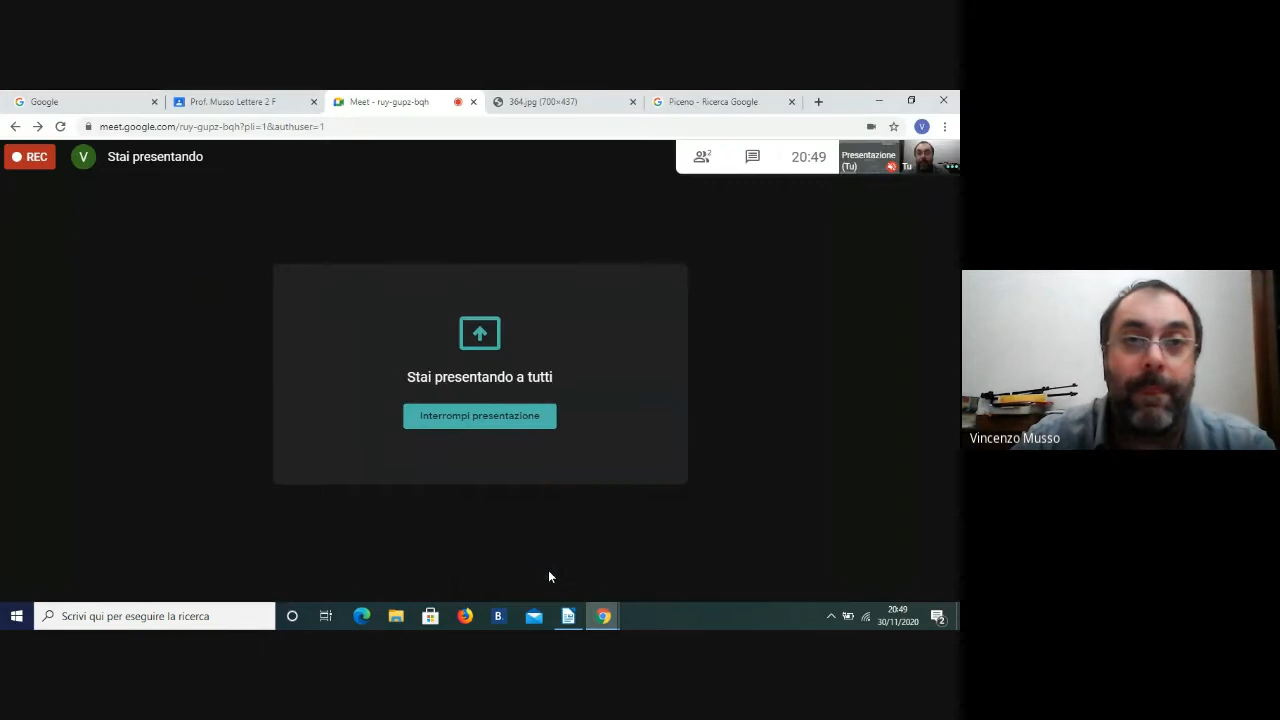 Google
Prof. Musso Lettere 2 F
Meet - ruy-gupz-bqh
364.jpg (700×437)
Piceno - Ricerca Google
meet.google.com/ruy-gupz-bqh?pli=1&authuser=1
V
REC
V
Stai presentando
2
20:49
Presentazione
(Tu)
Tu
Stai presentando a tutti
Interrompi presentazione
Vincenzo Musso
Scrivi qui per eseguire la ricerca
B
20:49
30/11/2020
2